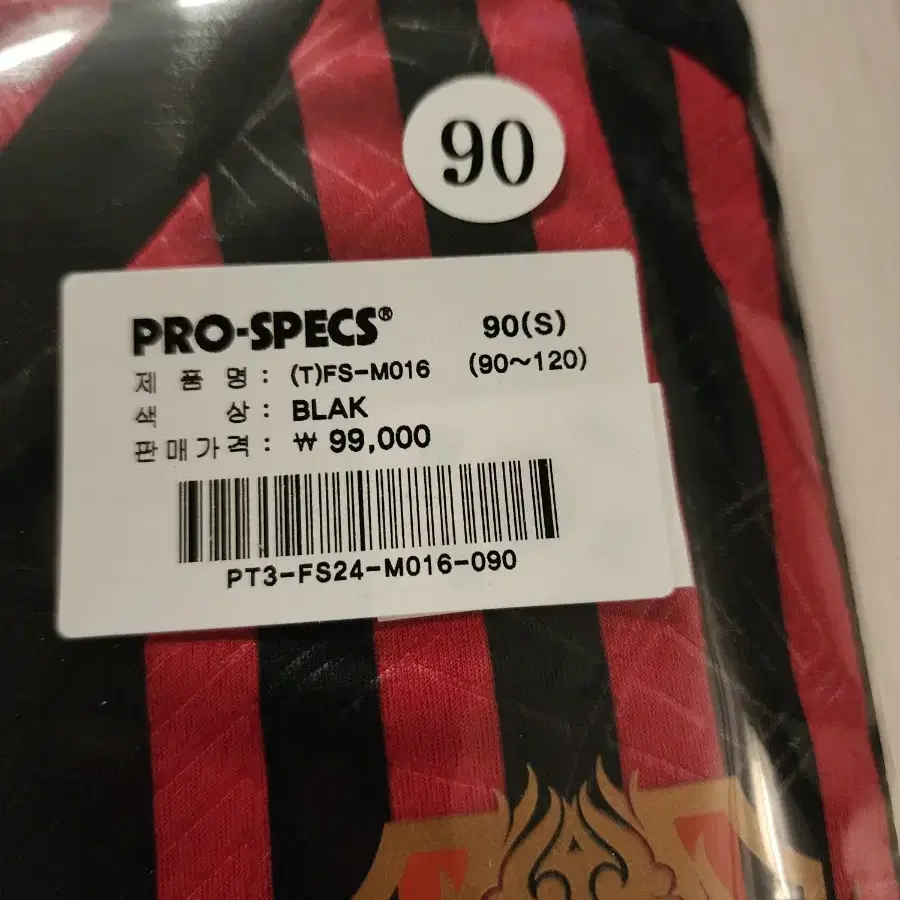 90
PRO-SPECS® 90(S)
제 품 명 : (T)FS-M016 (90~120)
색 상 : BLAK
판매가격 : ₩ 99,000
PT3-FS24-M016-090